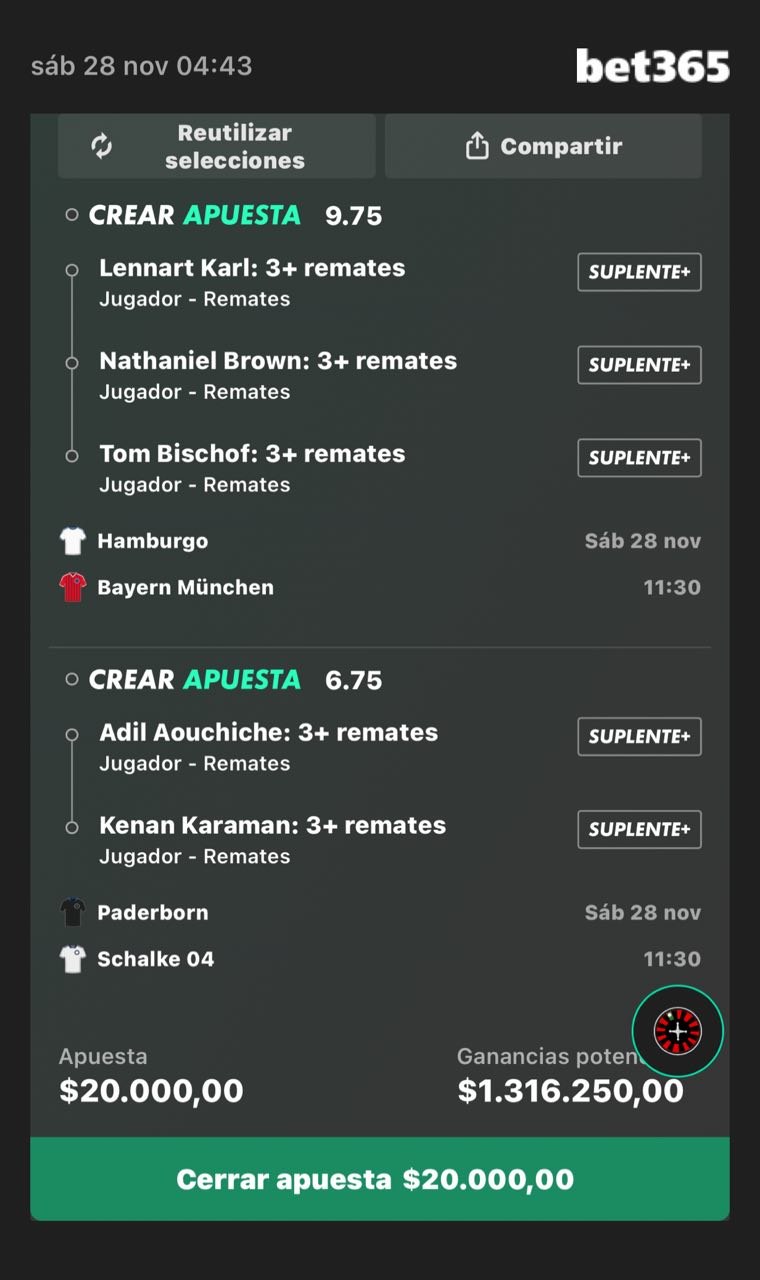 sáb 28 nov 04:43
bet365
Reutilizar
selecciones
Compartir
CREAR APUESTA 9.75
Lennart Karl: 3+ remates
SUPLENTE+
Jugador - Remates
Nathaniel Brown: 3+ remates
SUPLENTE+
Jugador - Remates
Tom Bischof: 3+ remates
SUPLENTE+
Jugador - Remates
Hamburgo
Sáb 28 nov
Bayern München
11:30
CREAR APUESTA 6.75
Adil Aouchiche: 3+ remates
SUPLENTE+
Jugador - Remates
Kenan Karaman: 3+ remates
SUPLENTE+
Jugador - Remates
Paderborn
Sáb 28 nov
Schalke 04
11:30
Apuesta
Ganancias
$20.000,00
$1.316.250,00
Cerrar apuesta $20.000,00